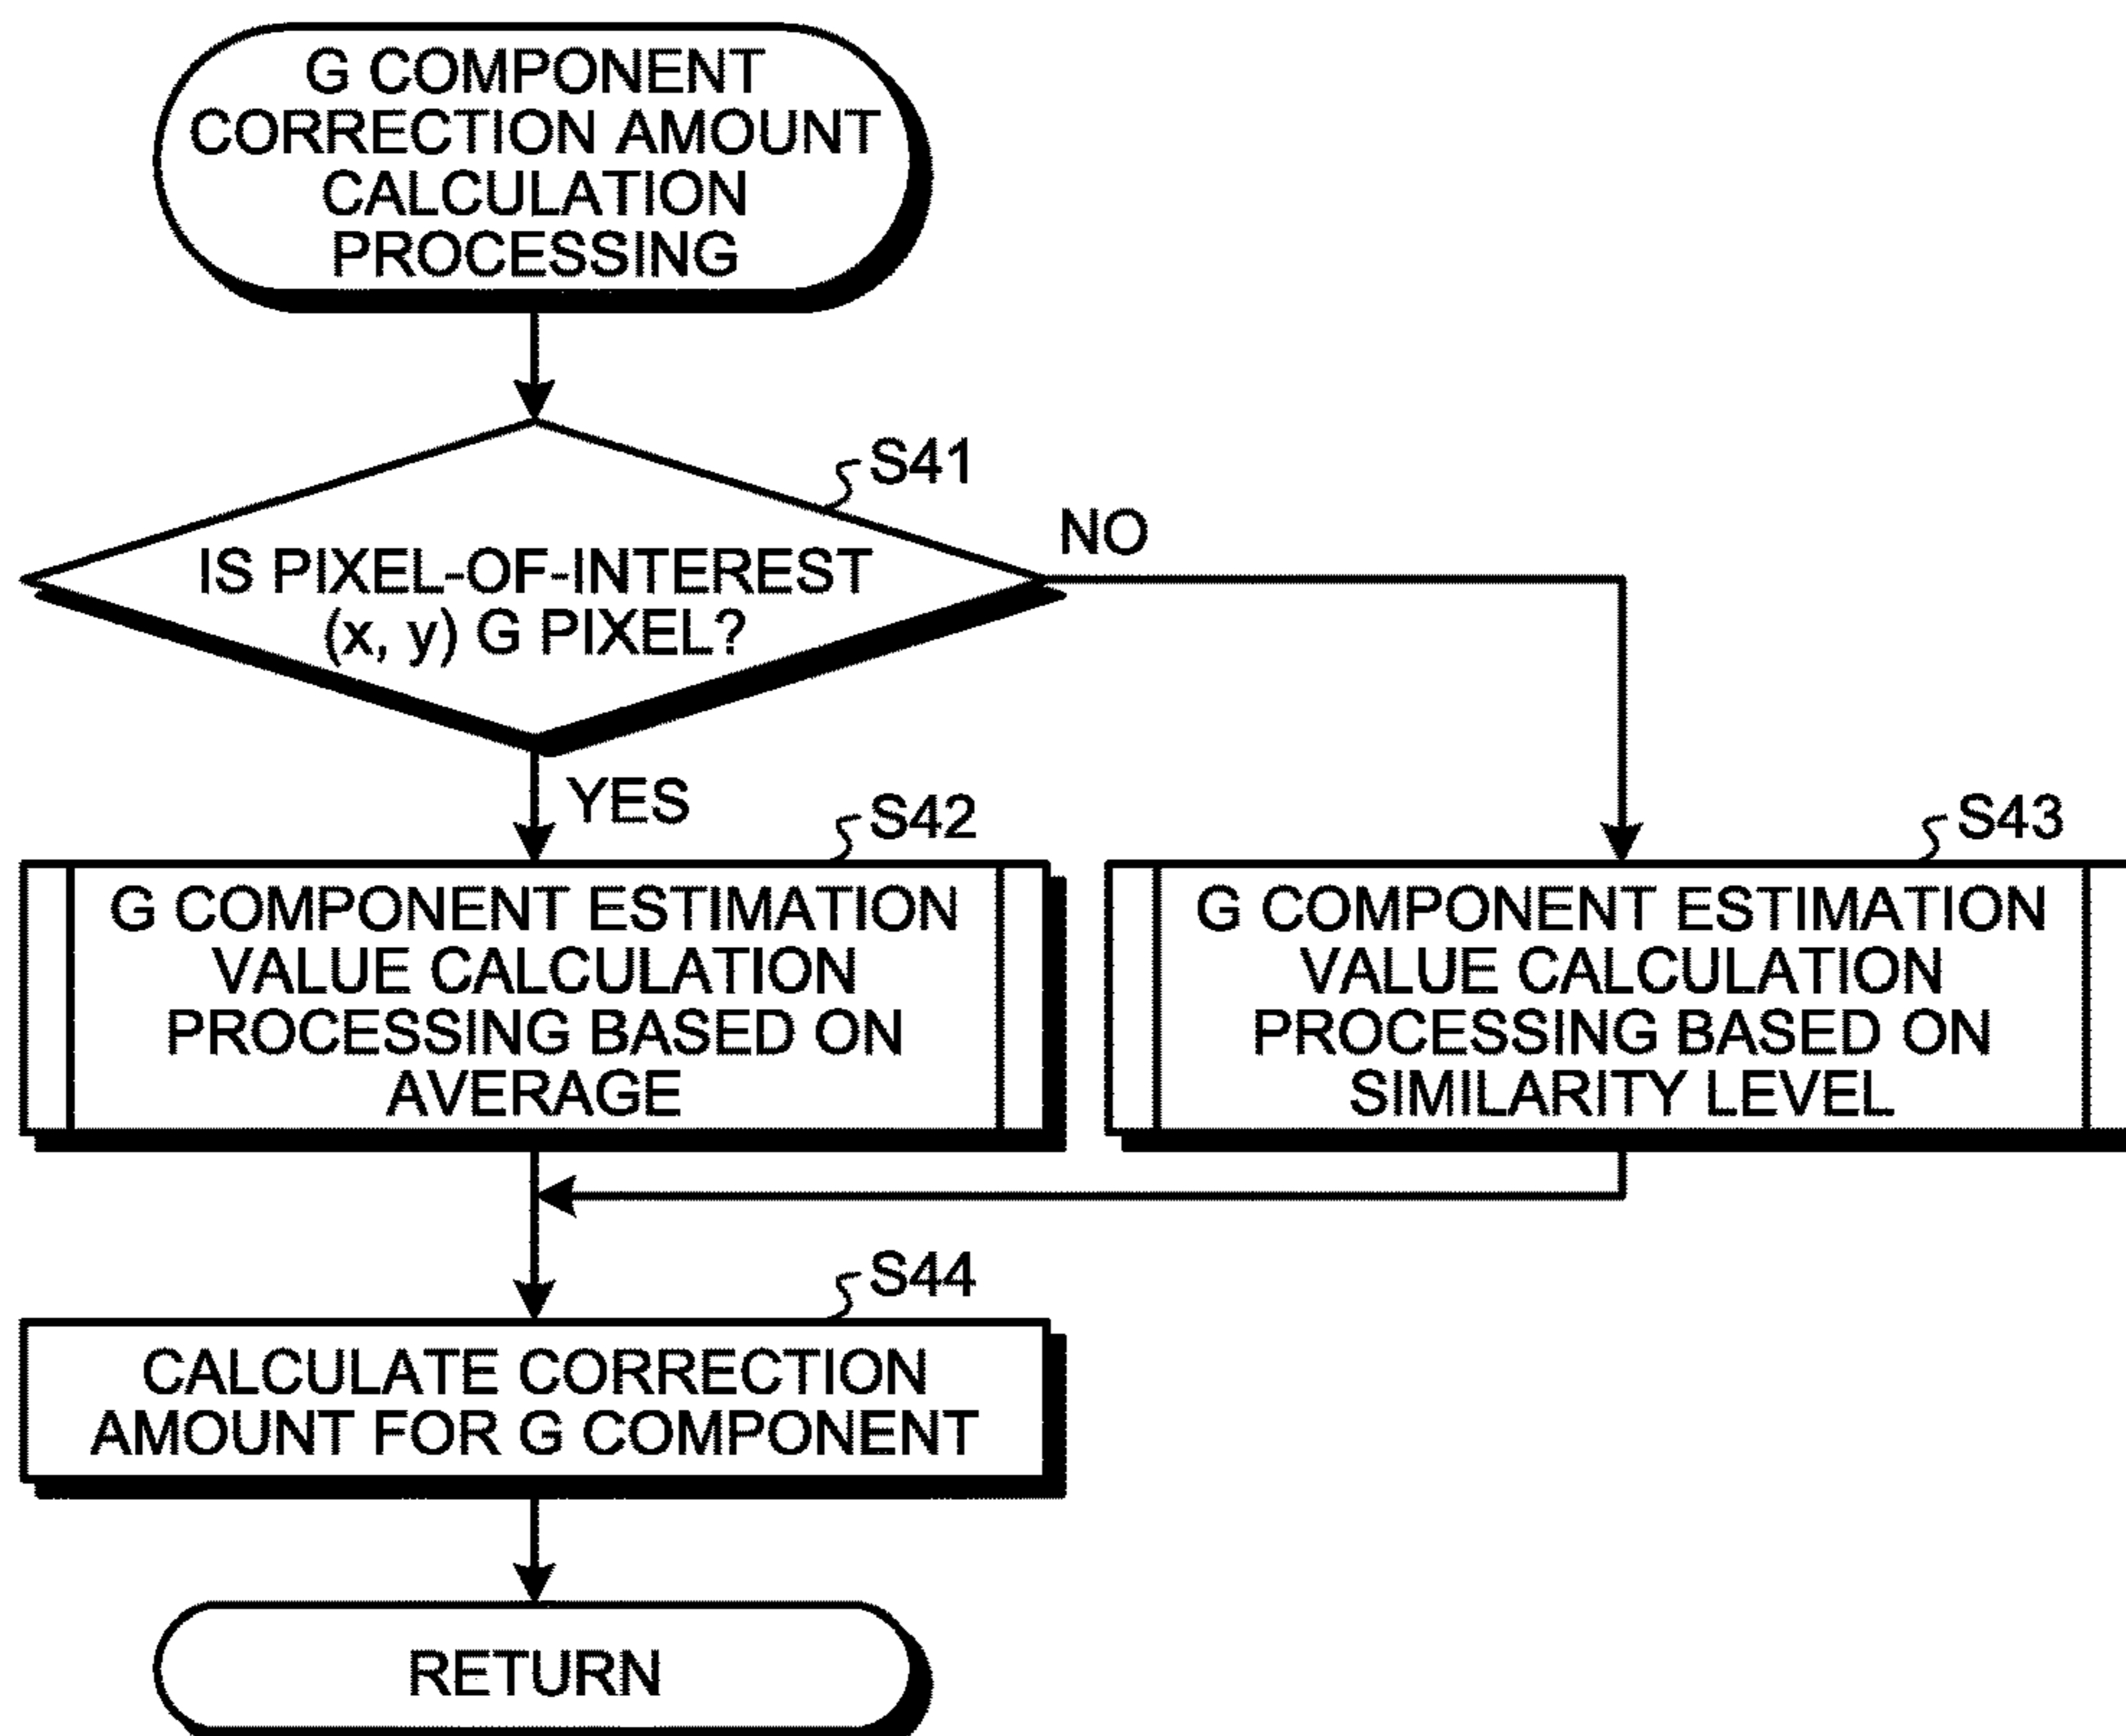 G COMPONENT
CORRECTION AMOUNT
CALCULATION
PROCESSING
S41
IS PIXEL-OF-INTEREST
(x, y) G PIXEL?
NO
YES
S42
G COMPONENT ESTIMATION
VALUE CALCULATION
PROCESSING BASED ON
AVERAGE
S43
G COMPONENT ESTIMATION
VALUE CALCULATION
PROCESSING BASED ON
SIMILARITY LEVEL
S44
CALCULATE CORRECTION
AMOUNT FOR G COMPONENT
RETURN